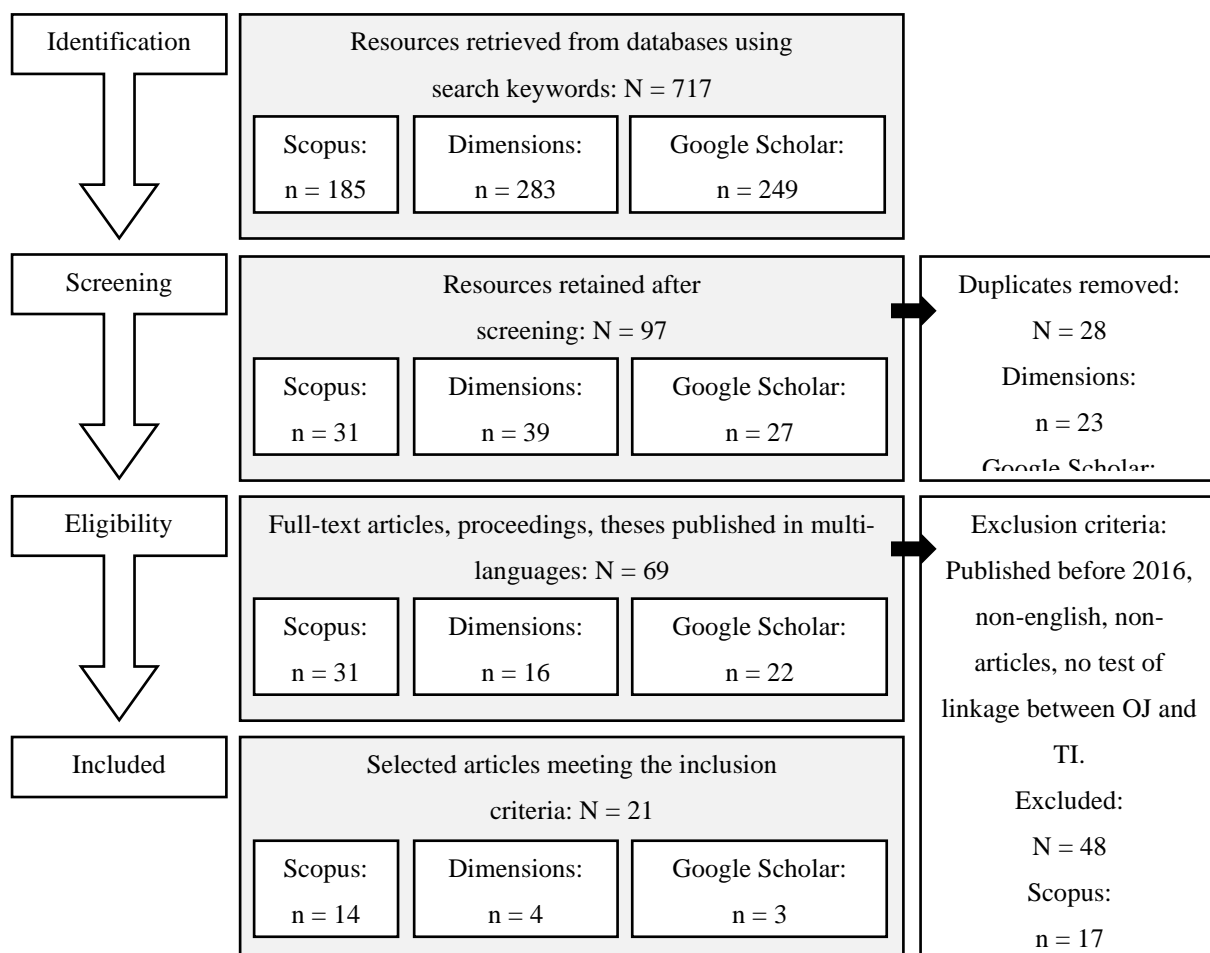 Identification
Resources retrieved from databases using
search keywords: N = 717
Scopus:
n = 185
Dimensions:
n = 283
Google Scholar:
n = 249
Screening
Resources retained after
screening: N = 97
Scopus:
n = 31
Dimensions:
n = 39
Google Scholar:
n = 27
Duplicates removed:
N = 28
Dimensions:
n = 23
Google Scholar:
Eligibility
Full-text articles, proceedings, theses published in multi-
languages: N = 69
Scopus:
n = 31
Dimensions:
n = 16
Google Scholar:
n = 22
Exclusion criteria:
Published before 2016,
non-english, non-
articles, no test of
linkage between OJ and
TI.
Excluded:
N = 48
Scopus:
n = 17
Included
Selected articles meeting the inclusion
criteria: N = 21
Scopus:
n = 14
Dimensions:
n = 4
Google Scholar:
n = 3